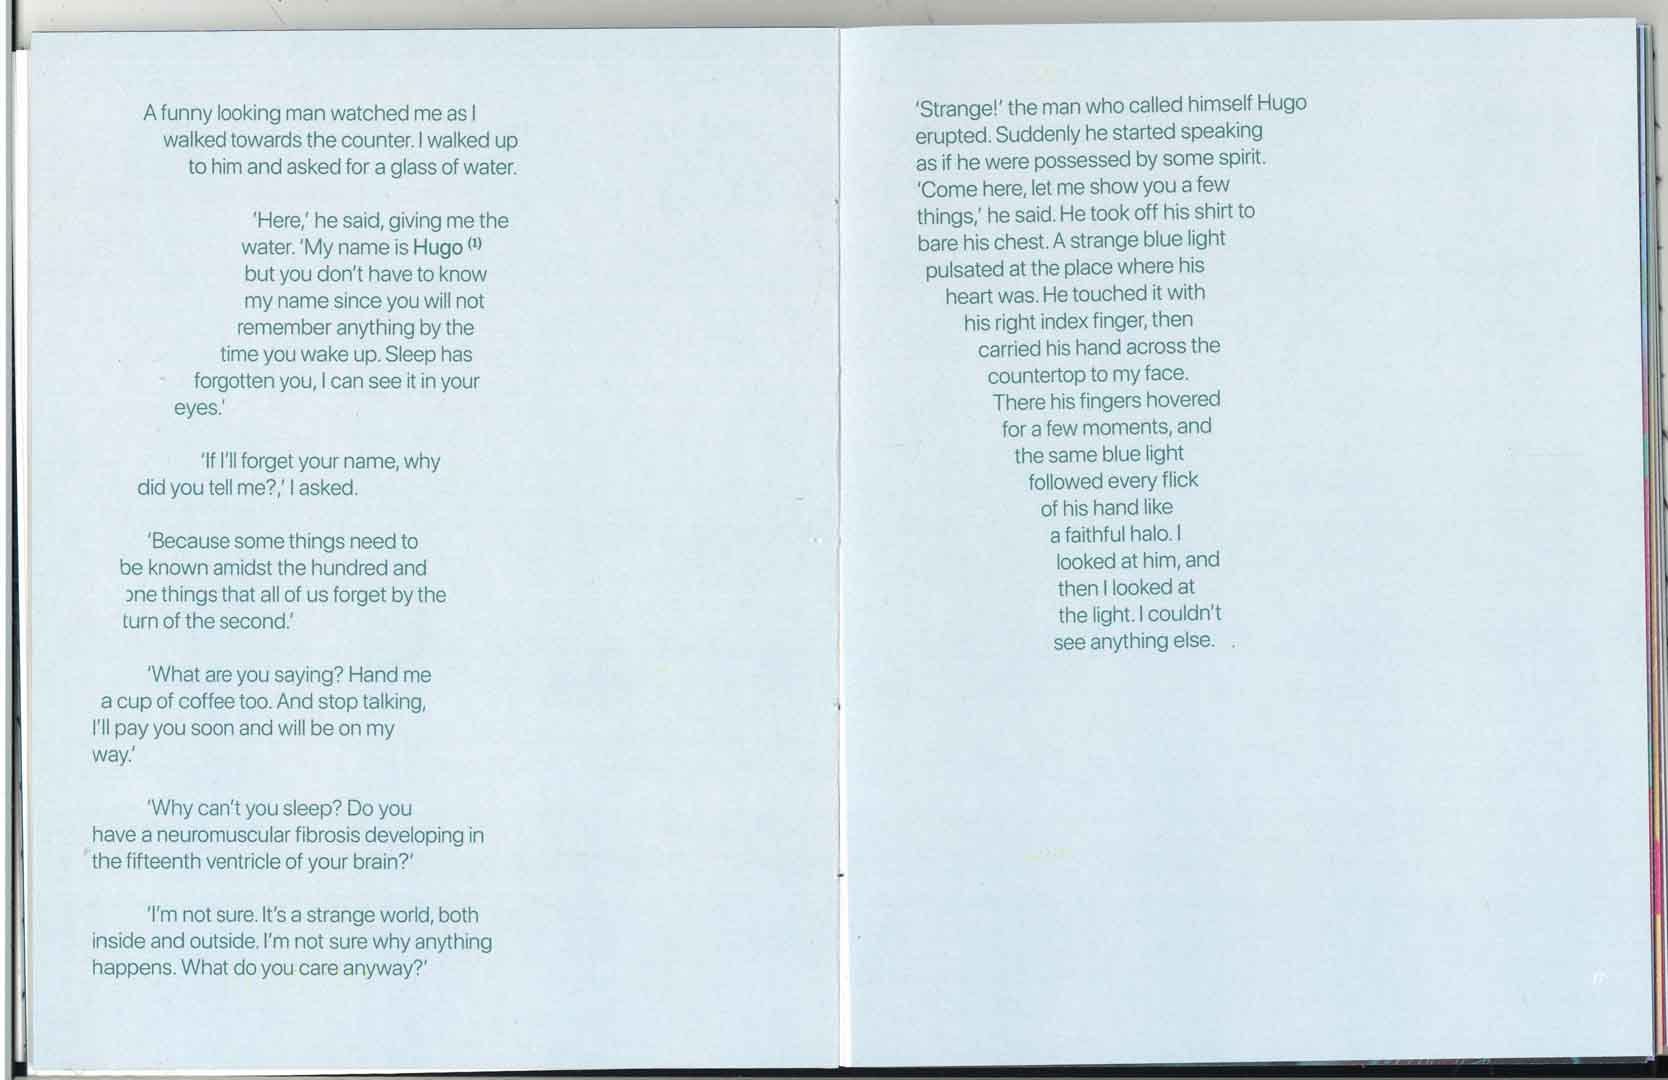 A funny looking man watched me as I
walked towards the counter. I walked up
to him and asked for a glass of water.
‘Here,’ he said, giving me the
water. ‘My name is Hugo (1)
but you don’t have to know
my name since you will not
remember anything by the
time you wake up. Sleep has
forgotten you, I can see it in your
eyes.’
‘If I’ll forget your name, why
did you tell me?,’ I asked.
‘Because some things need to
be known amidst the hundred and
one things that all of us forget by the
turn of the second.’
‘What are you saying? Hand me
a cup of coffee too. And stop talking,
I’ll pay you soon and will be on my
way.’
‘Why can’t you sleep? Do you
have a neuromuscular fibrosis developing in
the fifteenth ventricle of your brain?’
‘I’m not sure. It’s a strange world, both
inside and outside. I’m not sure why anything
happens. What do you care anyway?’
‘Strange!’ the man who called himself Hugo
erupted. Suddenly he started speaking
as if he were possessed by some spirit.
‘Come here, let me show you a few
things,’ he said. He took off his shirt to
bare his chest. A strange blue light
pulsated at the place where his
heart was. He touched it with
his right index finger, then
carried his hand across the
countertop to my face.
There his fingers hovered
for a few moments, and
the same blue light
followed every flick
of his hand like
a faithful halo. I
looked at him, and
then I looked at
the light. I couldn’t
see anything else.